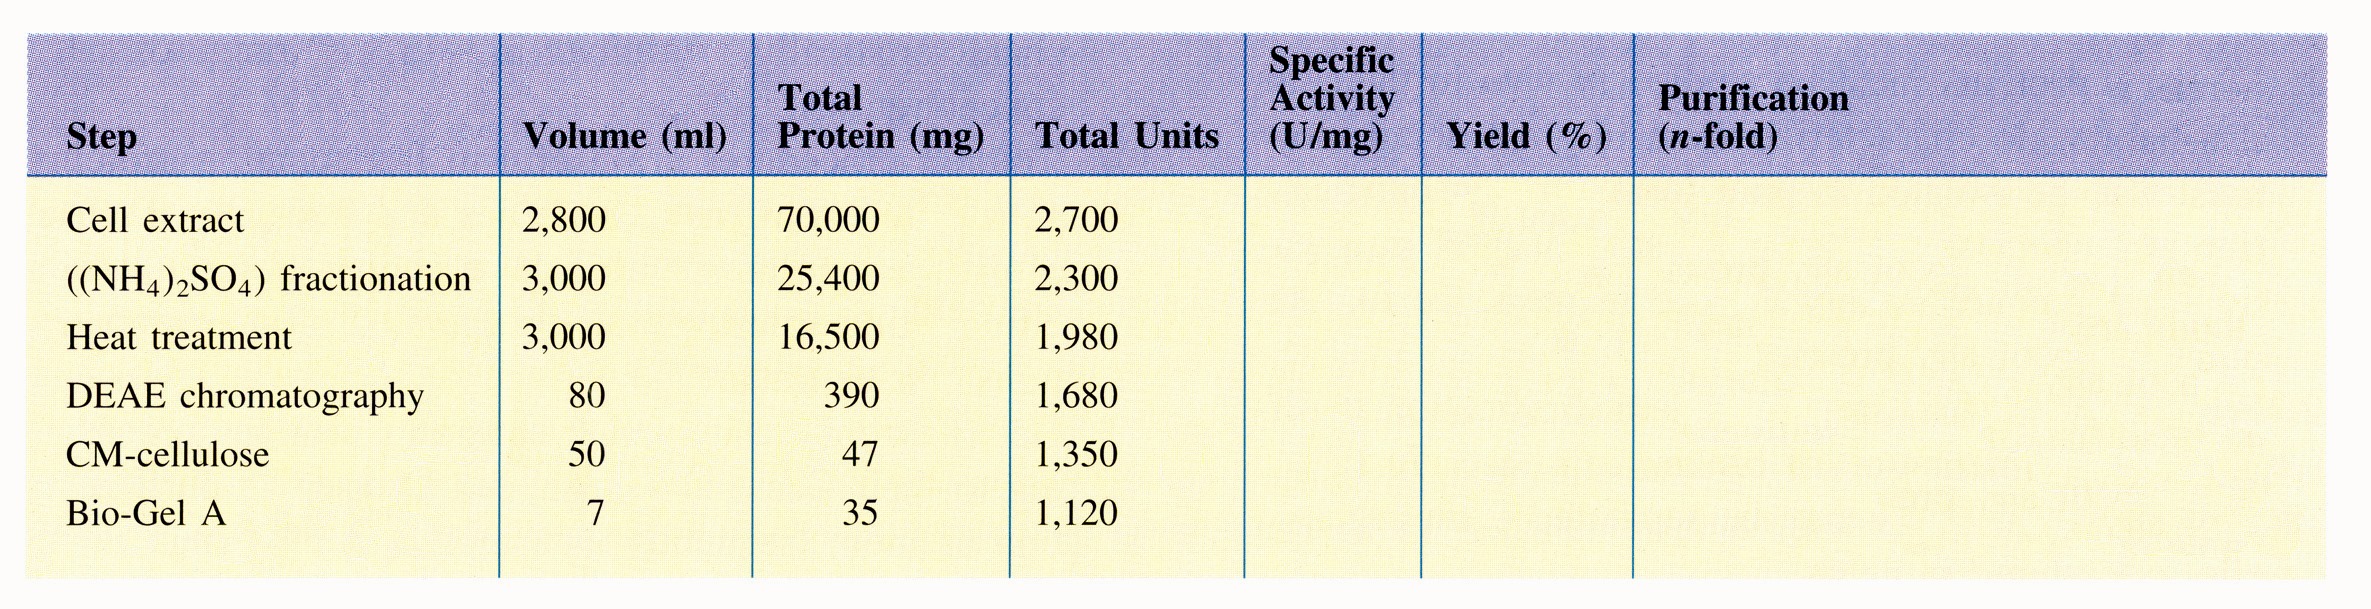 Step Volume (ml) Total Protein (mg) Total Units Specific Activity (U/mg) Yield (%) Purification (n-fold)
Cell extract 2,800 70,000 2,700
((NH₄)₂SO₄) fractionation 3,000 25,400 2,300
Heat treatment 3,000 16,500 1,980
DEAE chromatography 80 390 1,680
CM-cellulose 50 47 1,350
Bio-Gel A 7 35 1,120